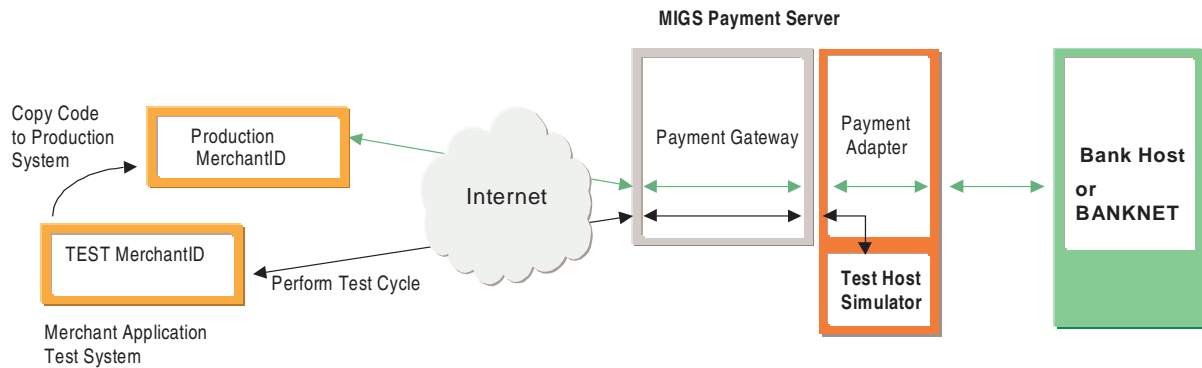 MIGS Payment Server
Copy Code
to Production
System
Production
MerchantID
TEST MerchantID
Perform Test Cycle
Merchant Application
Test System
Internet
Payment Gateway
Payment
Adapter
Test Host
Simulator
Bank Host
or
BANKNET